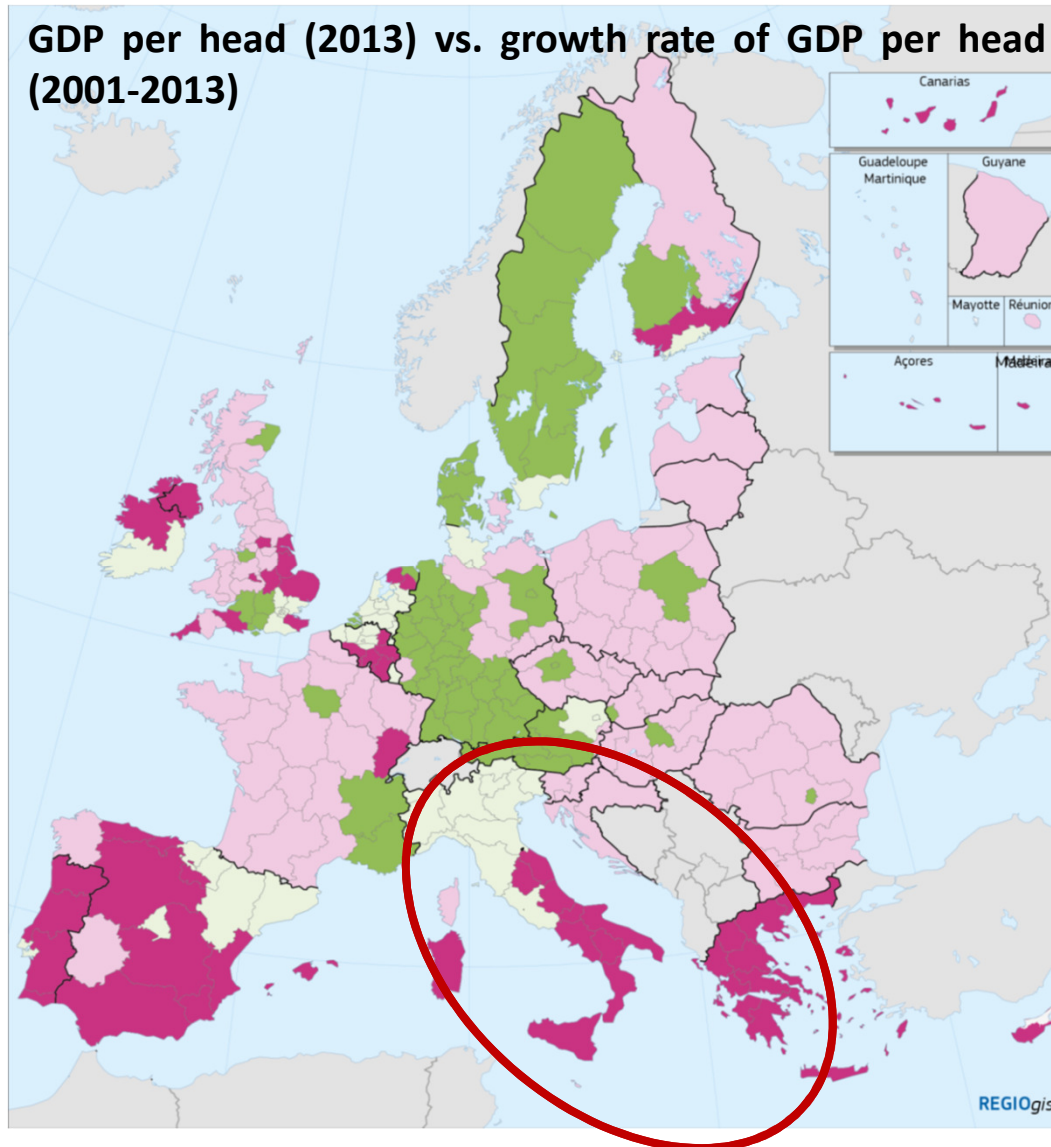 GDP per head (2013) vs. growth rate of GDP per head
(2001-2013)
Canarias
Guadeloupe
Martinique
Guyane
Mayotte
Réunion
Açores
Madeira
REGIOgis